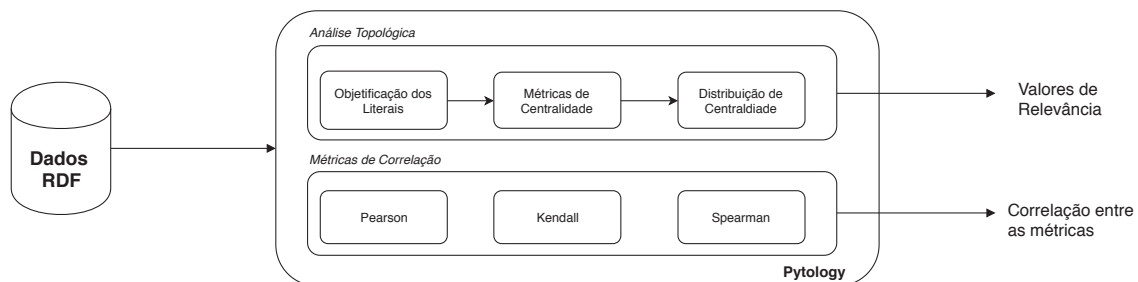 Análise Topológica
Objetificação dos
Literais
Métricas de
Centralidade
Distribuição de
Centraldiade
Valores de
Relevância
Dados
RDF
Métricas de Correlação
Pearson
Kendall
Spearman
Correlação entre
as métricas
Pytology